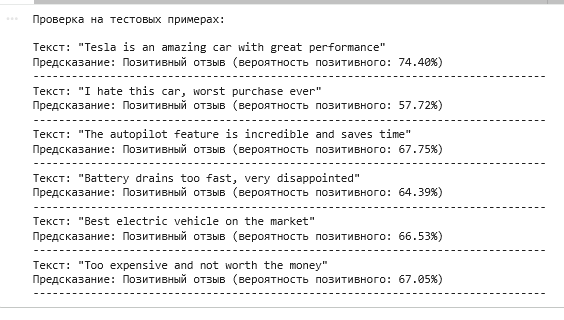 Проверка на тестовых примерах:
Текст: "Tesla is an amazing car with great performance"
Предсказание: Позитивный отзыв (вероятность позитивного: 74.40%)
--------------------------------------------------------------------------------
Текст: "I hate this car, worst purchase ever"
Предсказание: Позитивный отзыв (вероятность позитивного: 57.72%)
--------------------------------------------------------------------------------
Текст: "The autopilot feature is incredible and saves time"
Предсказание: Позитивный отзыв (вероятность позитивного: 67.75%)
--------------------------------------------------------------------------------
Текст: "Battery drains too fast, very disappointed"
Предсказание: Позитивный отзыв (вероятность позитивного: 64.39%)
--------------------------------------------------------------------------------
Текст: "Best electric vehicle on the market"
Предсказание: Позитивный отзыв (вероятность позитивного: 66.53%)
--------------------------------------------------------------------------------
Текст: "Too expensive and not worth the money"
Предсказание: Позитивный отзыв (вероятность позитивного: 67.05%)
--------------------------------------------------------------------------------